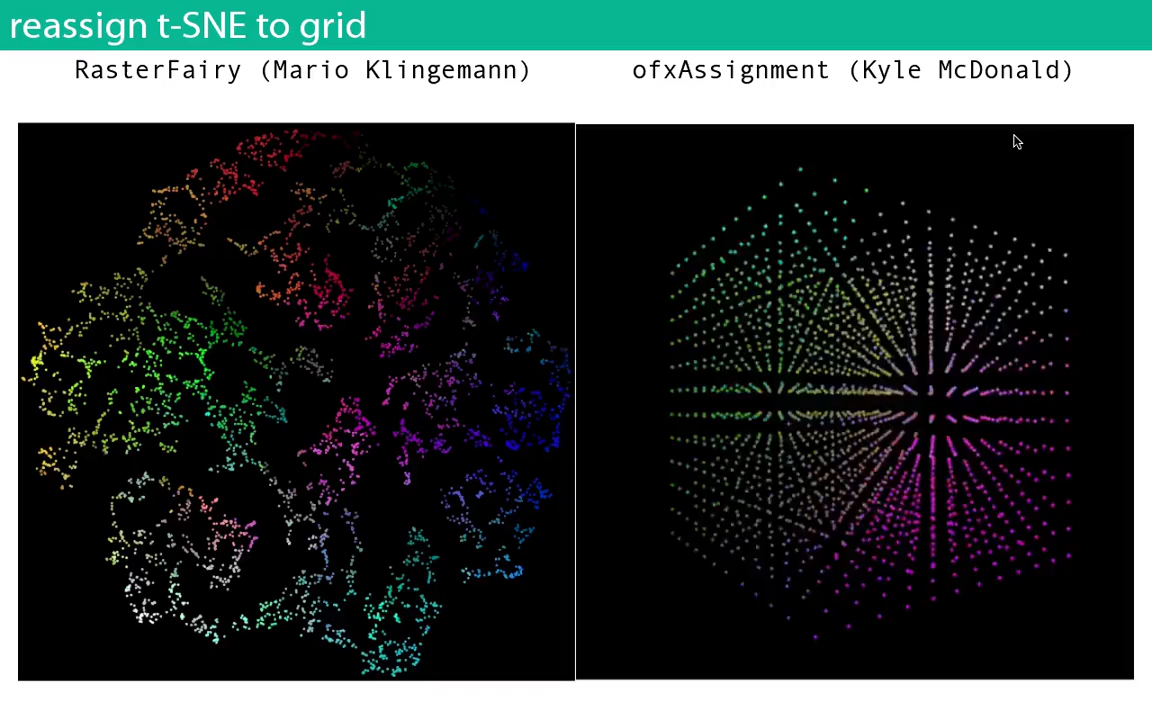 reassign t-SNE to grid
RasterFairy (Mario Klingemann)
ofxAssignment (Kyle McDonald)